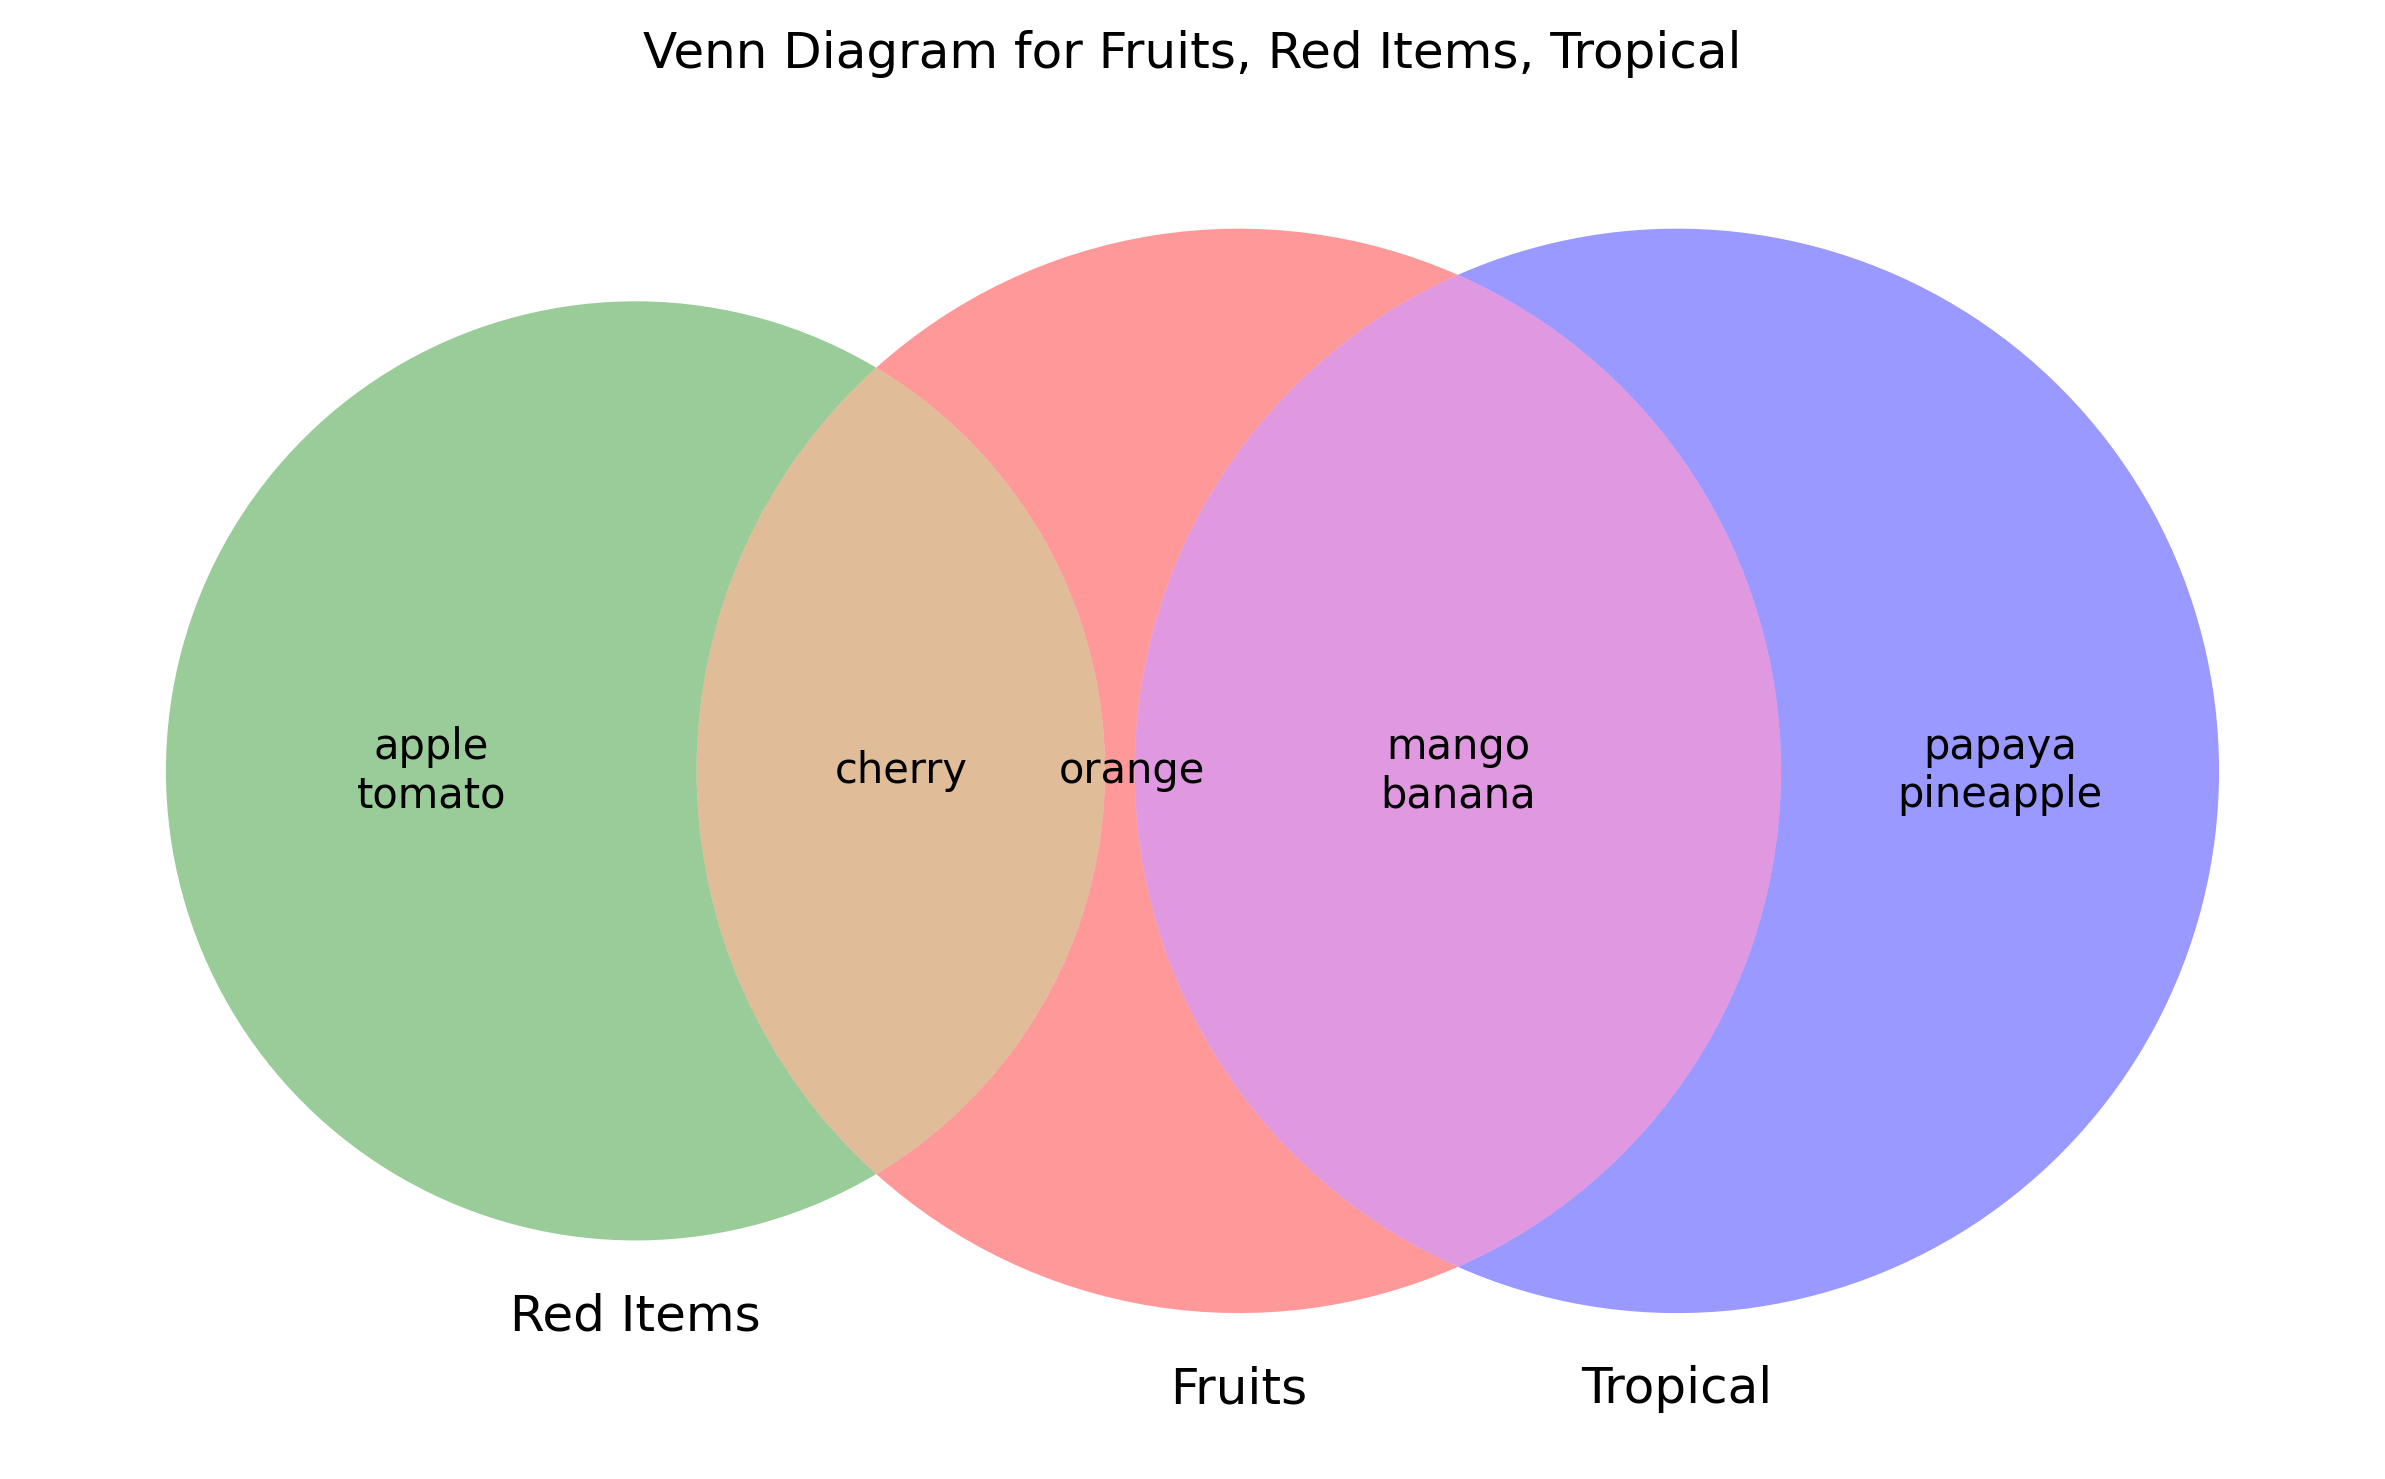 Venn Diagram for Fruits, Red Items, Tropical
apple
tomato
cherry
orange
mango
banana
papaya
pineapple
Red Items
Fruits
Tropical